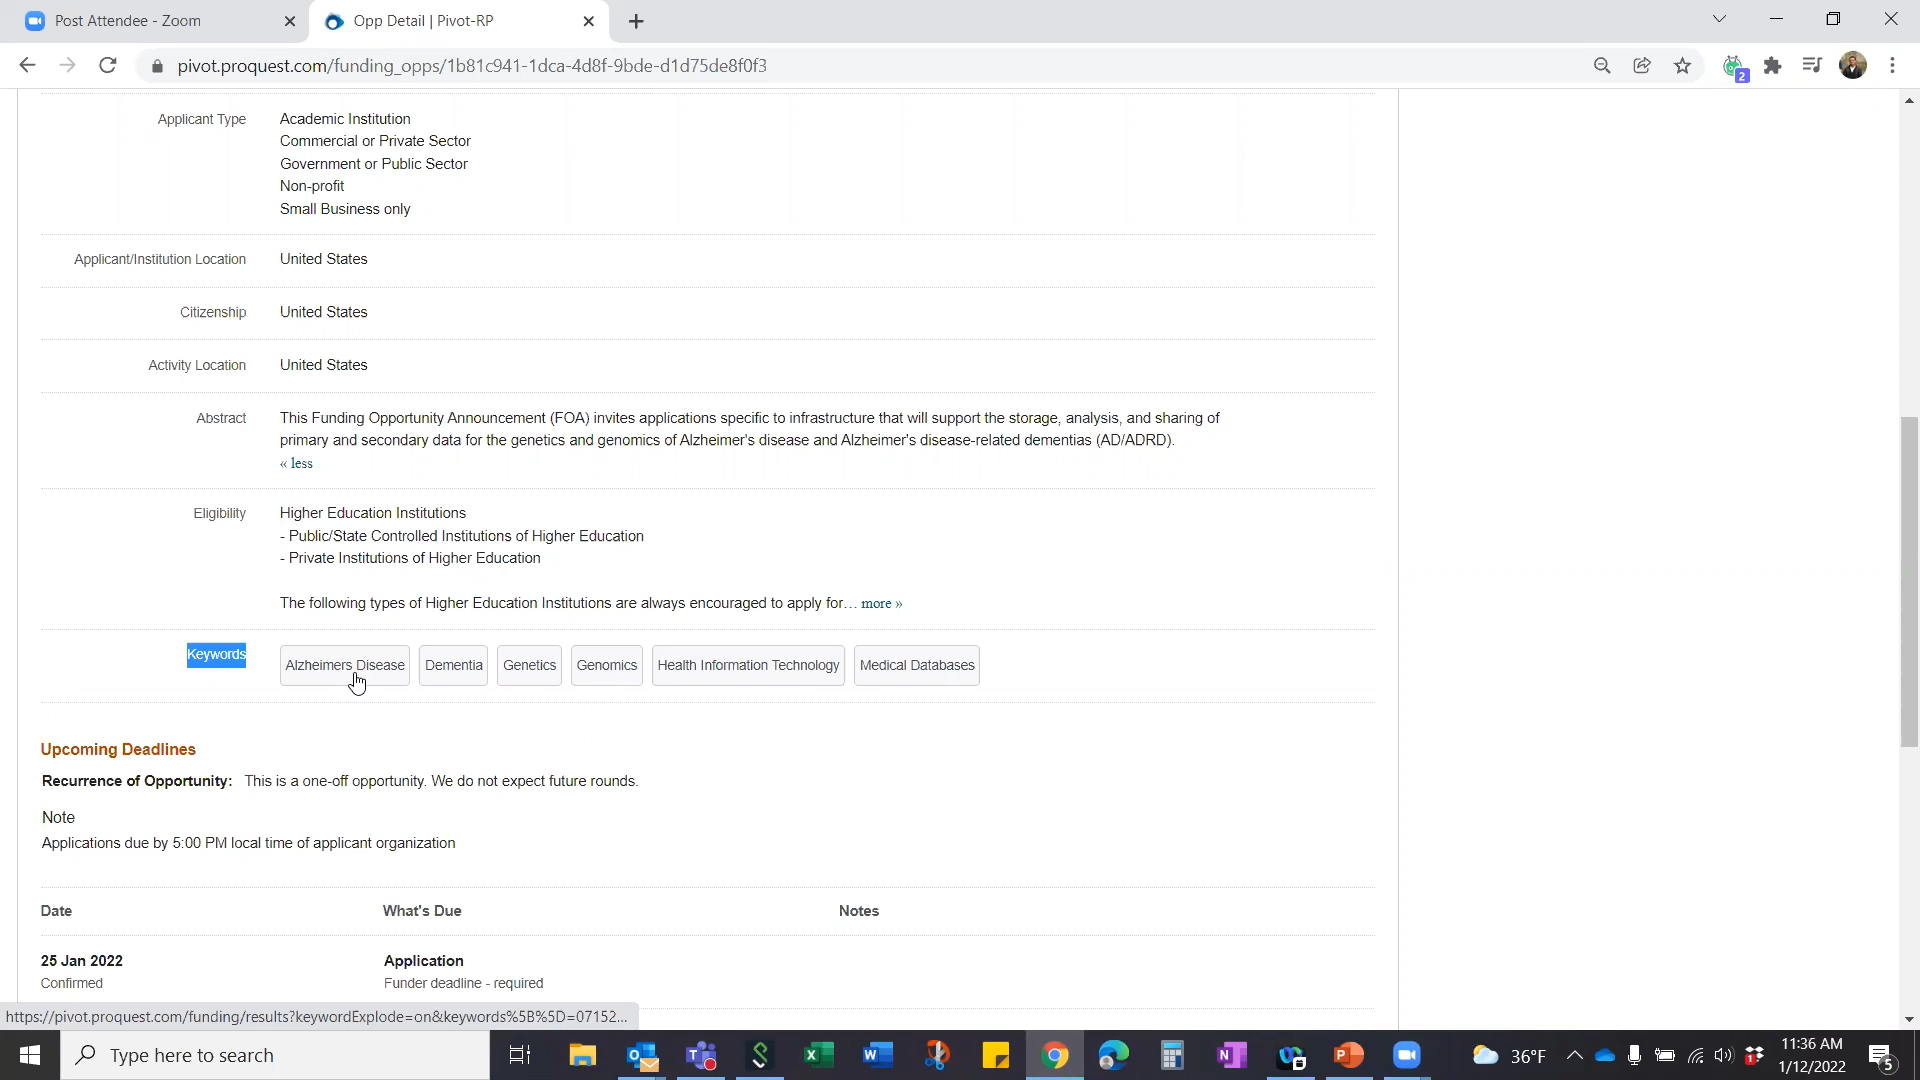 Post Attendee - Zoom
Opp Detail | Pivot-RP
pivot.proquest.com/funding_opps/1b81c941-1dca-4d8f-9bde-d1d75de8f0f3
2
Applicant Type
Academic Institution
Commercial or Private Sector
Government or Public Sector
Non-profit
Small Business only
Applicant/Institution Location
United States
Citizenship
United States
Activity Location
United States
Abstract
This Funding Opportunity Announcement (FOA) invites applications specific to infrastructure that will support the storage, analysis, and sharing of
primary and secondary data for the genetics and genomics of Alzheimer's disease and Alzheimer's disease-related dementias (AD/ADRD).
« less
Eligibility
Higher Education Institutions
- Public/State Controlled Institutions of Higher Education
- Private Institutions of Higher Education
The following types of Higher Education Institutions are always encouraged to apply for… more »
Keywords
Alzheimers Disease
Dementia
Genetics
Genomics
Health Information Technology
Medical Databases
Upcoming Deadlines
Recurrence of Opportunity: This is a one-off opportunity. We do not expect future rounds.
Note
Applications due by 5:00 PM local time of applicant organization
Date
What's Due
Notes
25 Jan 2022
Application
Confirmed
Funder deadline - required
https://pivot.proquest.com/funding/results?keywordExplode=on&keywords%5B%5D=07152...
Type here to search
36°F
11:36 AM
1/12/2022
5